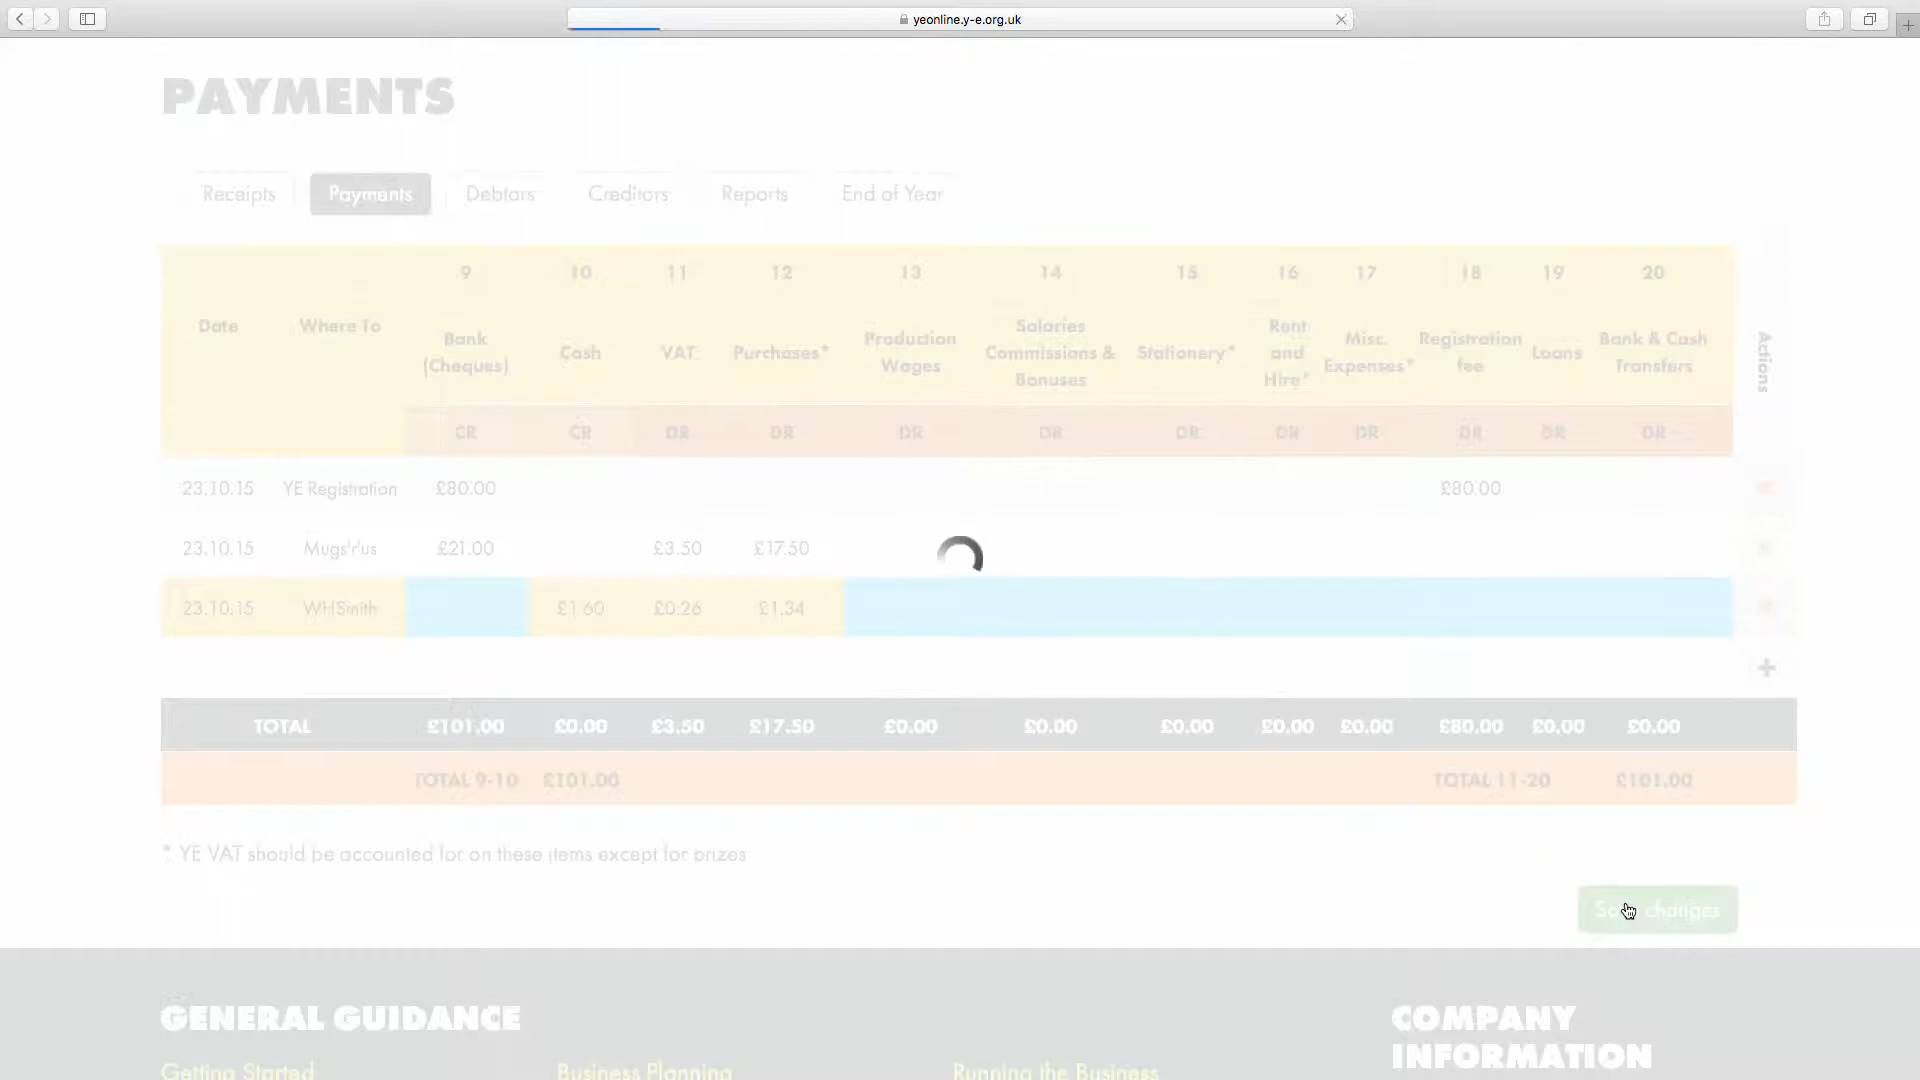 yeonline.y-e.org.uk
PAYMENTS
Receipts Payments Debtors Creditors Reports End of Year
9 10 11 12 13 14 15 16 17 18 19 20
Date Where To Bank (Cheques) Cash VAT Purchases* Production Wages Salaries Commissions & Bonuses Stationery* Rent and Hire* Misc. Expenses* Registration fee Loans Bank & Cash Transfers Actions
CR CR DR DR DR DR DR DR DR DR DR DR
23.10.15 YE Registration £80.00 £80.00
23.10.15 Mugs'r'us £21.00 £3.50 £17.50
23.10.15 WHSmith £1.60 £0.26 £1.34
TOTAL £101.00 £0.00 £3.50 £17.50 £0.00 £0.00 £0.00 £0.00 £0.00 £80.00 £0.00 £0.00
TOTAL 9-10 £101.00 TOTAL 11-20 £101.00
* YE VAT should be accounted for on these items except for prizes
Save changes
GENERAL GUIDANCE
COMPANY INFORMATION
Getting Started Business Planning Running the Business